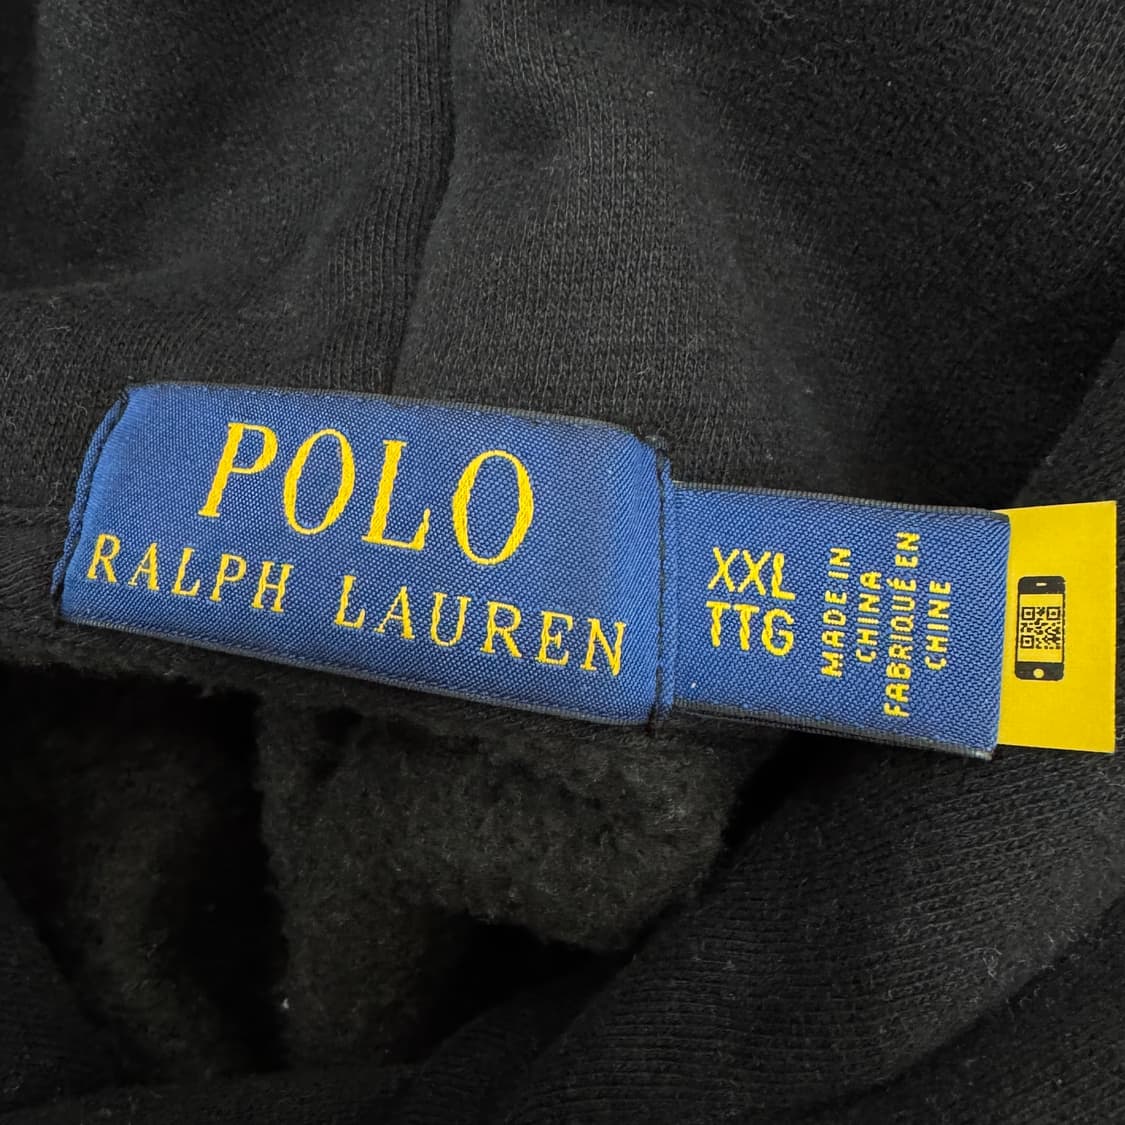 POLO
RALPH LAUREN
XXL
TTG
MADE IN
CHINA
FABRIQUÉ EN
CHINE